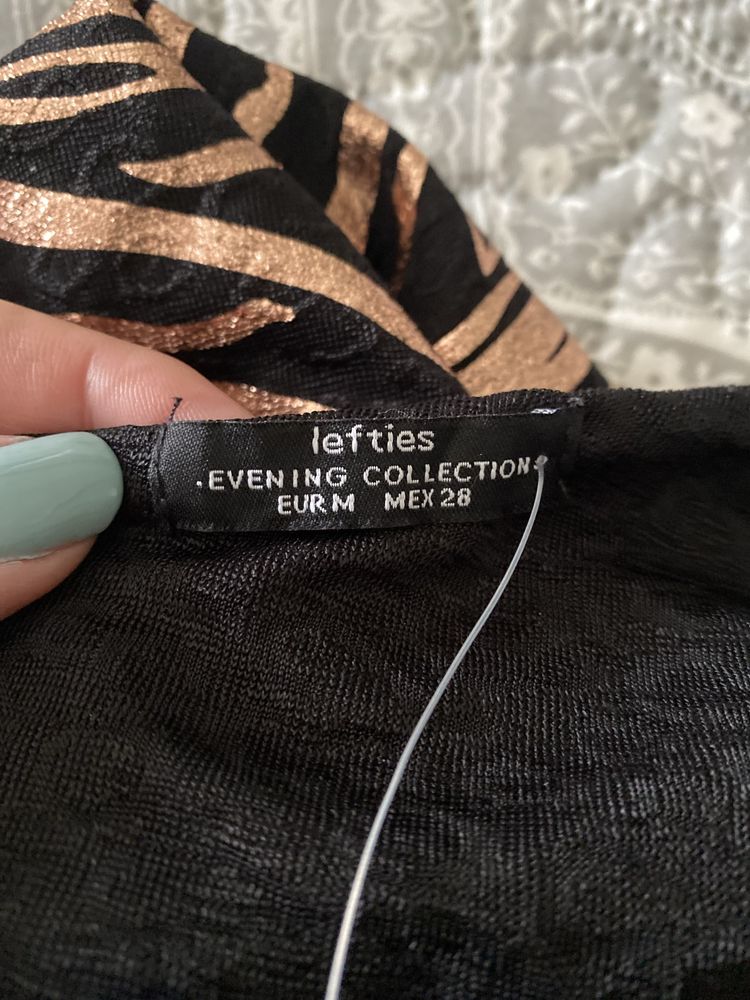 lefties
.EVENING COLLECTION.
EUR M MEX 28